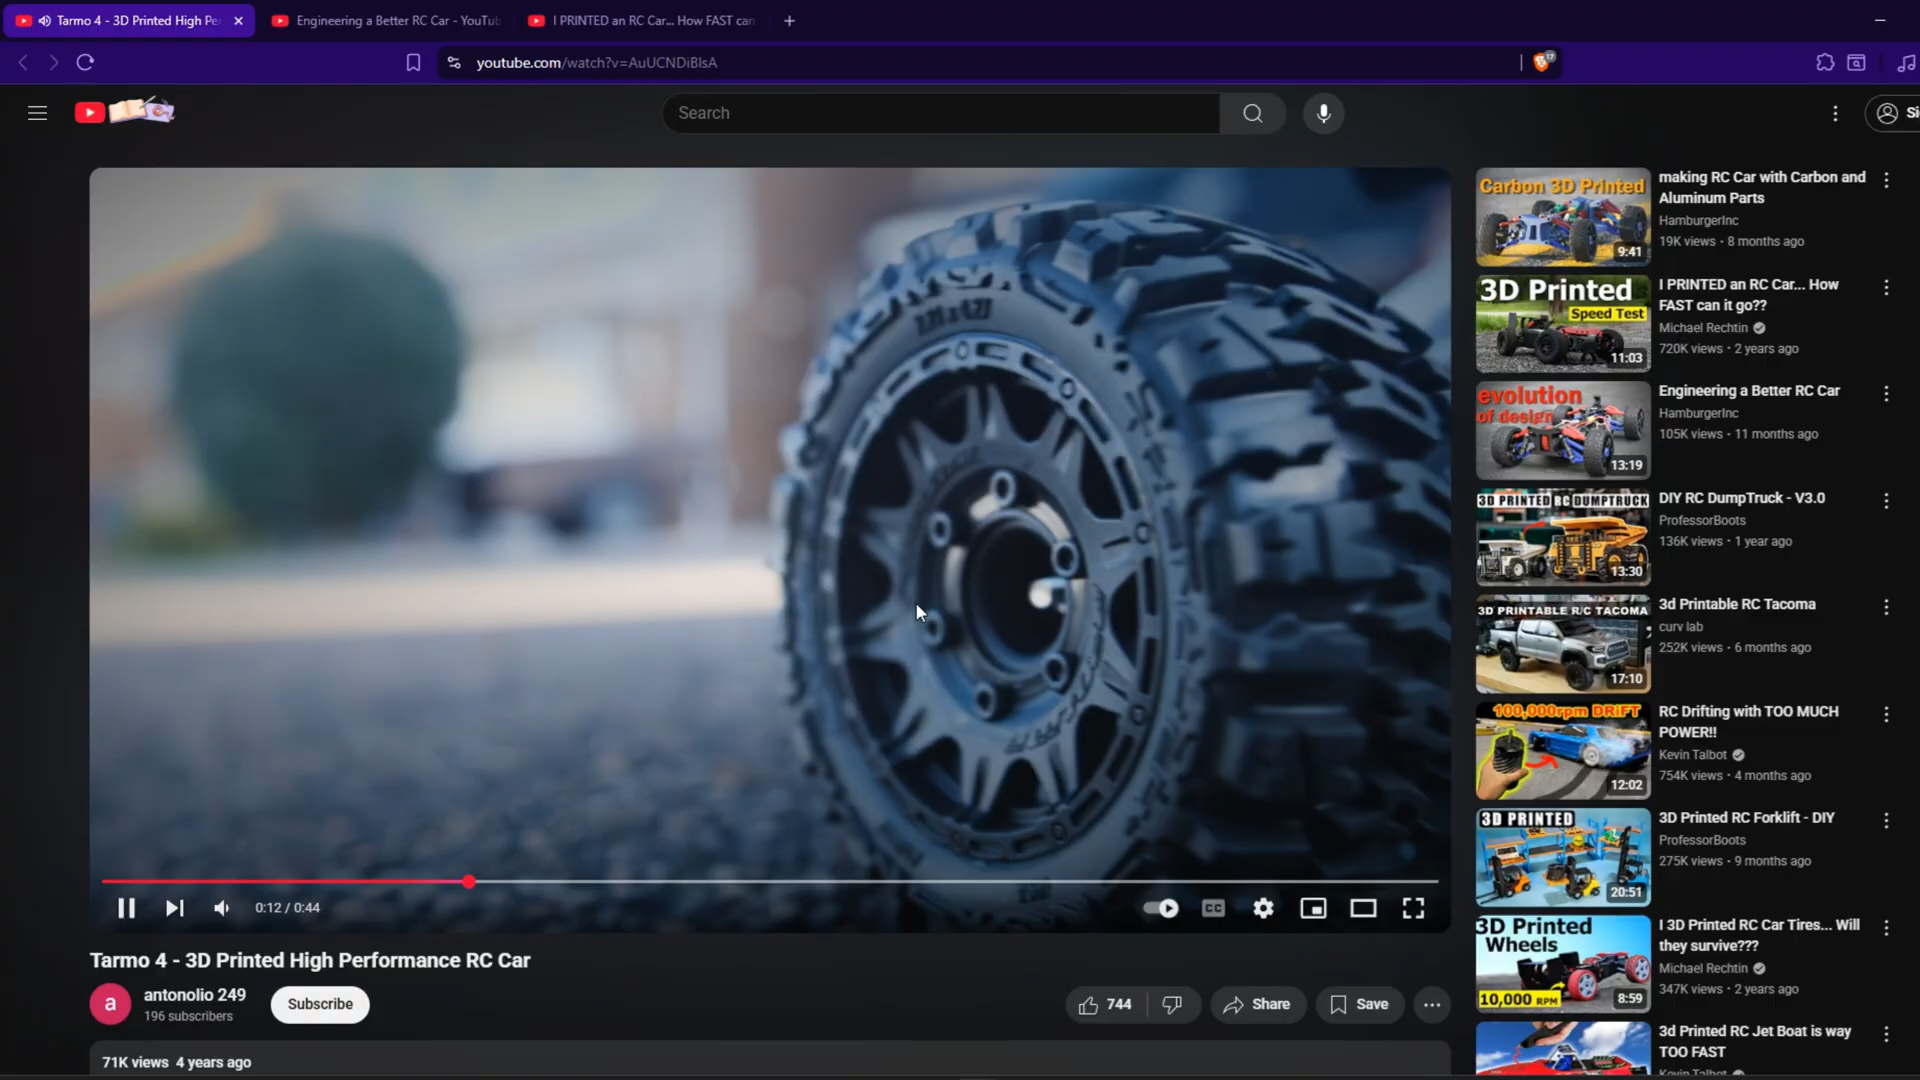 Tarmo 4 - 3D Printed High Pe
Engineering a Better RC Car - YouTub
I PRINTED an RC Car... How FAST can
youtube.com/watch?v=AuUCNDiBIsA
17
Search
Si
0:12 / 0:44
CC
Tarmo 4 - 3D Printed High Performance RC Car
a
antonolio 249
196 subscribers
Subscribe
744
Share
Save
71K views 4 years ago
Carbon 3D Printed
9:41
making RC Car with Carbon and
Aluminum Parts
HamburgerInc
19K views • 8 months ago
3D Printed
Speed Test
11:03
I PRINTED an RC Car... How
FAST can it go??
Michael Rechtin
720K views • 2 years ago
evolution
of design
13:19
Engineering a Better RC Car
HamburgerInc
105K views • 11 months ago
3D PRINTED RC DUMPTRUCK
13:30
DIY RC DumpTruck - V3.0
ProfessorBoots
136K views • 1 year ago
3D PRINTABLE R/C TACOMA
17:10
3d Printable RC Tacoma
curv lab
252K views • 6 months ago
100,000rpm DRiFT
12:02
RC Drifting with TOO MUCH
POWER!!
Kevin Talbot
754K views • 4 months ago
3D PRINTED
20:51
3D Printed RC Forklift - DIY
ProfessorBoots
275K views • 9 months ago
3D Printed
Wheels
10,000 RPM
8:59
I 3D Printed RC Car Tires... Will
they survive???
Michael Rechtin
347K views • 2 years ago
3d Printed RC Jet Boat is way
TOO FAST
Kevin Talbot